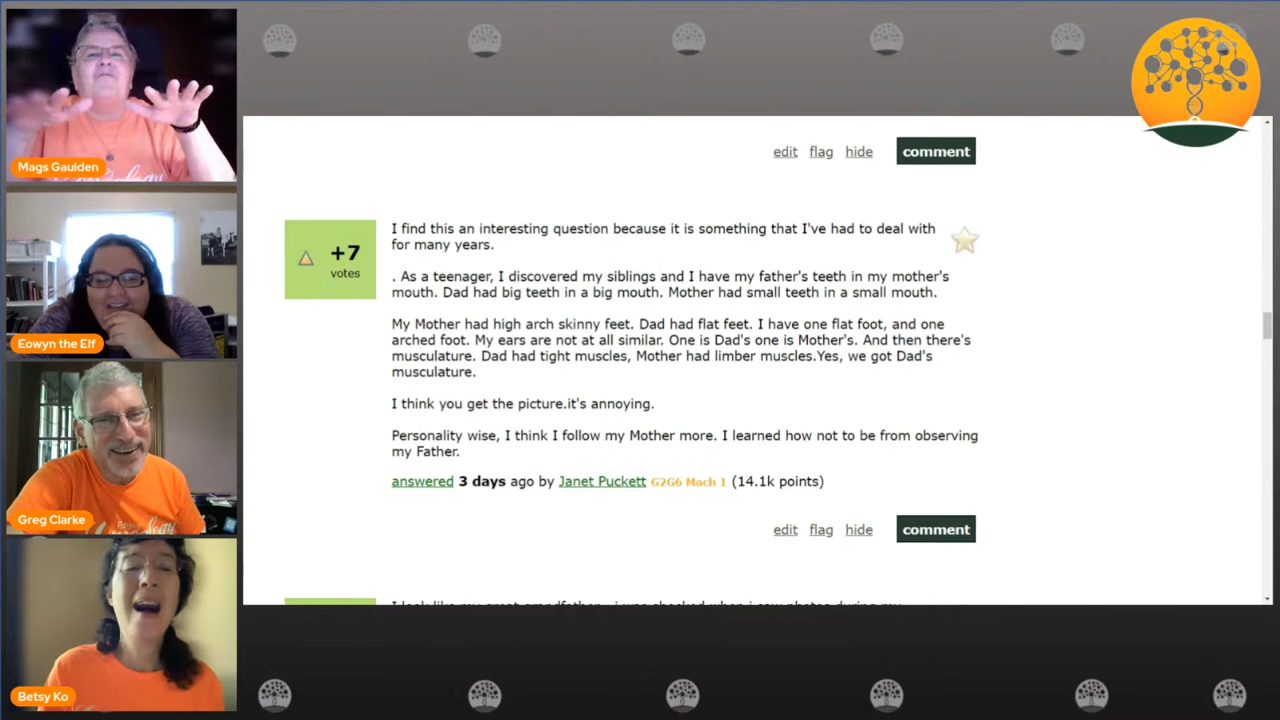 Mags Gaulden
Eowyn the Elf
Greg Clarke
Betsy Ko
edit flag hide comment
+7
votes
I find this an interesting question because it is something that I've had to deal with
for many years.
. As a teenager, I discovered my siblings and I have my father's teeth in my mother's
mouth. Dad had big teeth in a big mouth. Mother had small teeth in a small mouth.
My Mother had high arch skinny feet. Dad had flat feet. I have one flat foot, and one
arched foot. My ears are not at all similar. One is Dad's one is Mother's. And then there's
musculature. Dad had tight muscles, Mother had limber muscles.Yes, we got Dad's
musculature.
I think you get the picture.it's annoying.
Personality wise, I think I follow my Mother more. I learned how not to be from observing
my Father.
answered 3 days ago by Janet Puckett G2G6 Mach 1 (14.1k points)
edit flag hide comment